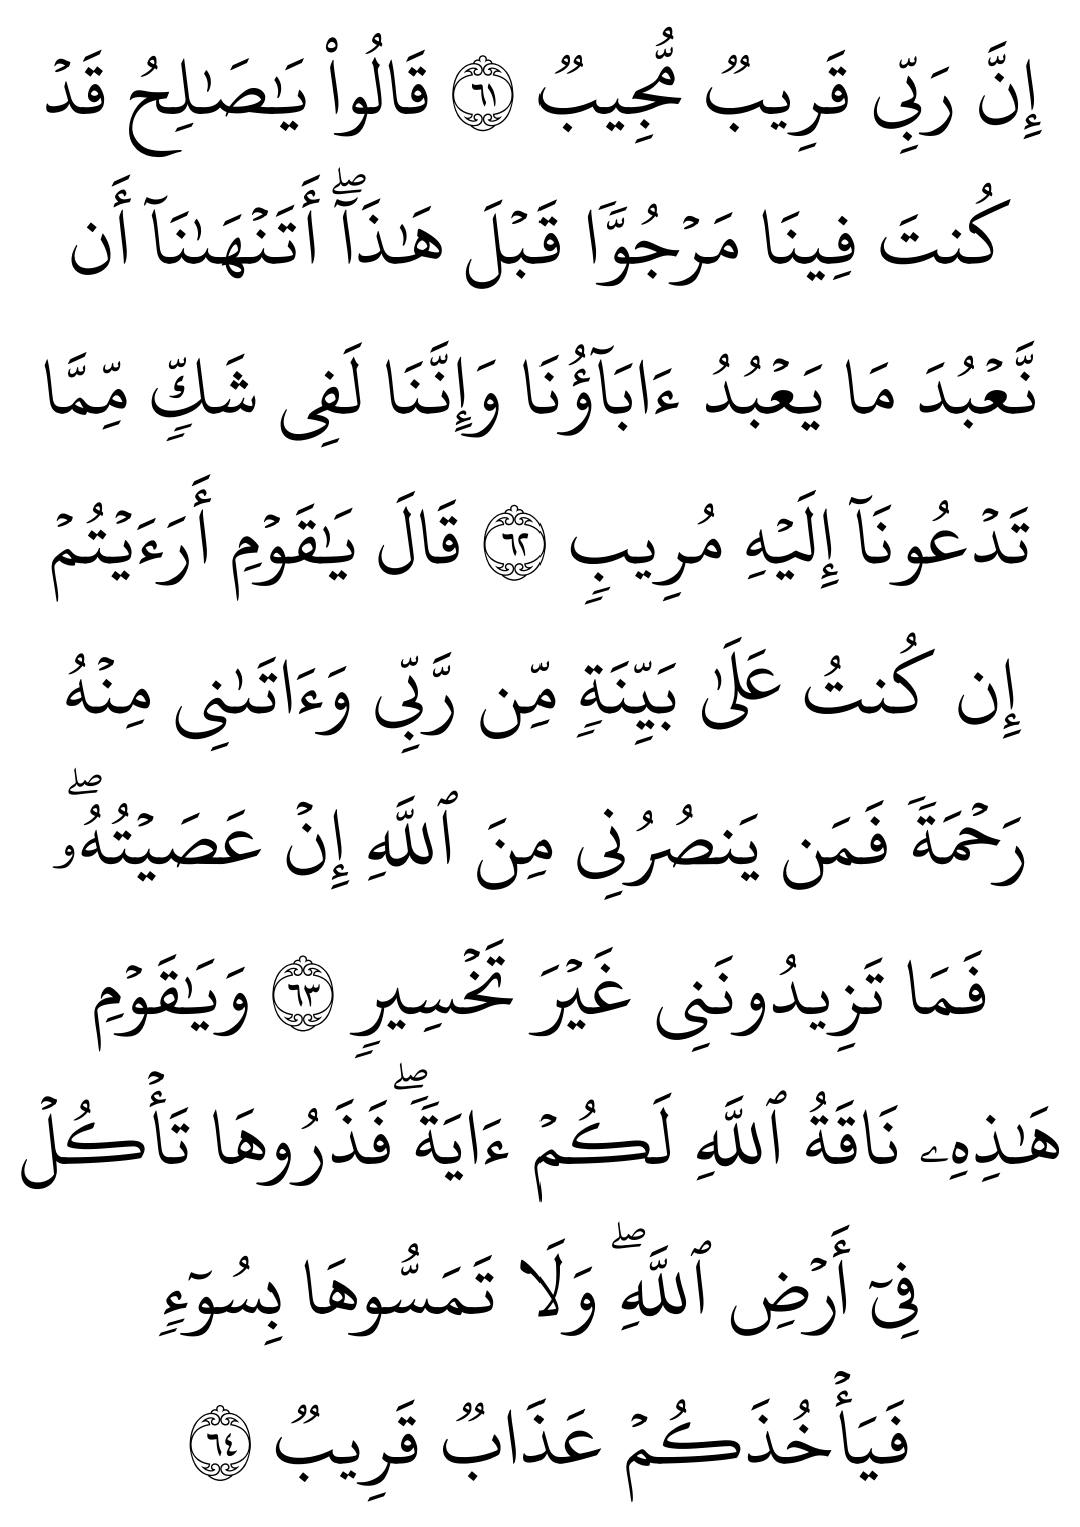 إِنَّ رَبِّي قَرِيبٞ مُّجِيبٞ ٦١ قَالُواْ يَٰصَٰلِحُ قَدۡ
كُنتَ فِينَا مَرۡجُوّٗا قَبۡلَ هَٰذَآۖ أَتَنۡهَىٰنَآ أَن
نَّعۡبُدَ مَا يَعۡبُدُ ءَابَآؤُنَا وَإِنَّنَا لَفِي شَكّٖ مِّمَّا
تَدۡعُونَآ إِلَيۡهِ مُرِيبٖ ٦٢ قَالَ يَٰقَوۡمِ أَرَءَيۡتُمۡ
إِن كُنتُ عَلَىٰ بَيِّنَةٖ مِّن رَّبِّي وَءَاتَىٰنِي مِنۡهُ
رَحۡمَةٗ فَمَن يَنصُرُنِي مِنَ ٱللَّهِ إِنۡ عَصَيۡتُهُۥۖ
فَمَا تَزِيدُونَنِي غَيۡرَ تَخۡسِيرٖ ٦٣ وَيَٰقَوۡمِ
هَٰذِهِۦ نَاقَةُ ٱللَّهِ لَكُمۡ ءَايَةٗۖ فَذَرُوهَا تَأۡكُلۡ
فِيٓ أَرۡضِ ٱللَّهِۖ وَلَا تَمَسُّوهَا بِسُوٓءٖ
فَيَأۡخُذَكُمۡ عَذَابٞ قَرِيبٞ ٦٤